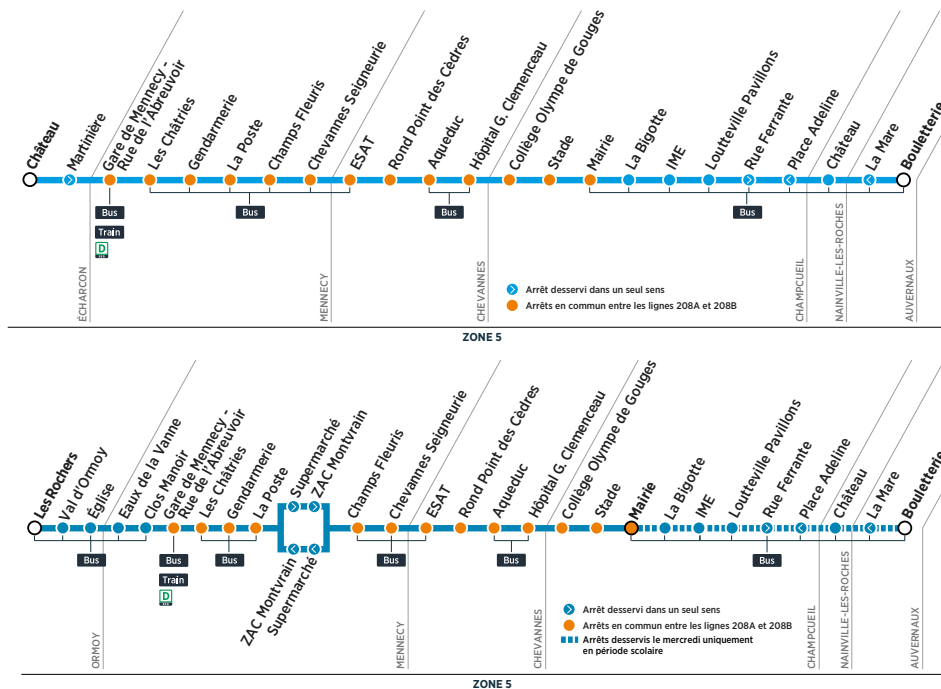 Château
Martinière
Gare de Mennecy -
Rue de l'Abreuvoir
Les Châtries
Gendarmerie
La Poste
Champs Fleuris
Chevannes Seigneurie
ESAT
Rond Point des Cèdres
Aqueduc
Hôpital G. Clemenceau
Collège Olympe de Gouges
Stade
Mairie
La Bigotte
IME
Loutteville Pavillons
Rue Ferrante
Place Adeline
Château
La Mare
Bouletterie
Bus
Train
D
Bus
Bus
Bus
ÉCHARCON
MENNECY
CHEVANNES
CHAMPCUEIL
NAINVILLE-LES-ROCHES
AUVERNAUX
Arrêt desservi dans un seul sens
Arrêts en commun entre les lignes 208A et 208B
ZONE 5
Les Rochers
Val d'Ormoy
Église
Eaux de la Vanne
Clos Manoir
Gare de Mennecy -
Rue de l'Abreuvoir
Les Châtries
Gendarmerie
La Poste
Supermarché
ZAC Montvrain
ZAC Montvrain
Supermarché
Champs Fleuris
Chevannes Seigneurie
ESAT
Rond Point des Cèdres
Aqueduc
Hôpital G. Clemenceau
Collège Olympe de Gouges
Stade
Mairie
La Bigotte
IME
Loutteville Pavillons
Rue Ferrante
Place Adeline
Château
La Mare
Bouletterie
Bus
Bus
Train
D
Bus
Bus
Bus
Bus
ORMOY
MENNECY
CHEVANNES
CHAMPCUEIL
NAINVILLE-LES-ROCHES
AUVERNAUX
Arrêt desservi dans un seul sens
Arrêts en commun entre les lignes 208A et 208B
Arrêts desservis le mercredi uniquement
en période scolaire
ZONE 5